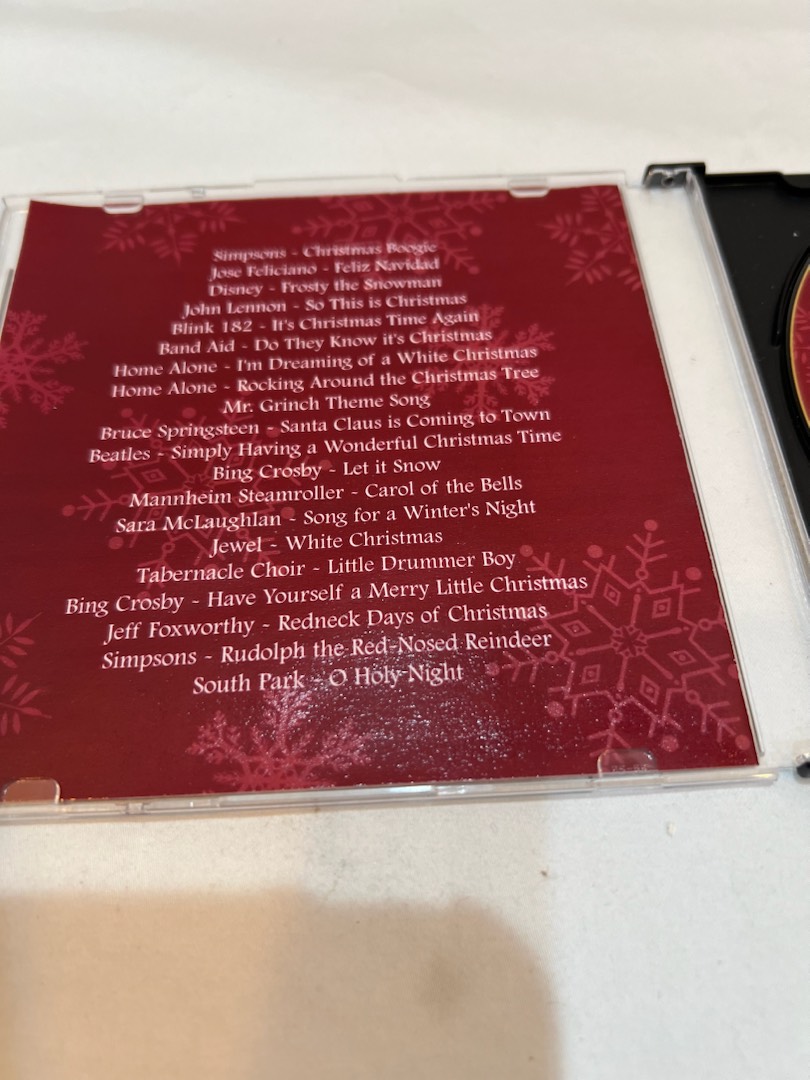 Simpsons - Christmas Boogie
Jose Feliciano - Feliz Navidad
Disney - Frosty the Snowman
John Lennon - So This is Christmas
Blink 182 - It's Christmas Time Again
Band Aid - Do They Know it's Christmas
Home Alone - I'm Dreaming of a White Christmas
Home Alone - Rocking Around the Christmas Tree
Mr. Grinch Theme Song
Bruce Springsteen - Santa Claus is Coming to Town
Beatles - Simply Having a Wonderful Christmas Time
Bing Crosby - Let it Snow
Mannheim Steamroller - Carol of the Bells
Sara McLaughlan - Song for a Winter's Night
Jewel - White Christmas
Tabernacle Choir - Little Drummer Boy
Bing Crosby - Have Yourself a Merry Little Christmas
Jeff Foxworthy - Redneck Days of Christmas
Simpsons - Rudolph the Red-Nosed Reindeer
South Park - O Holy Night